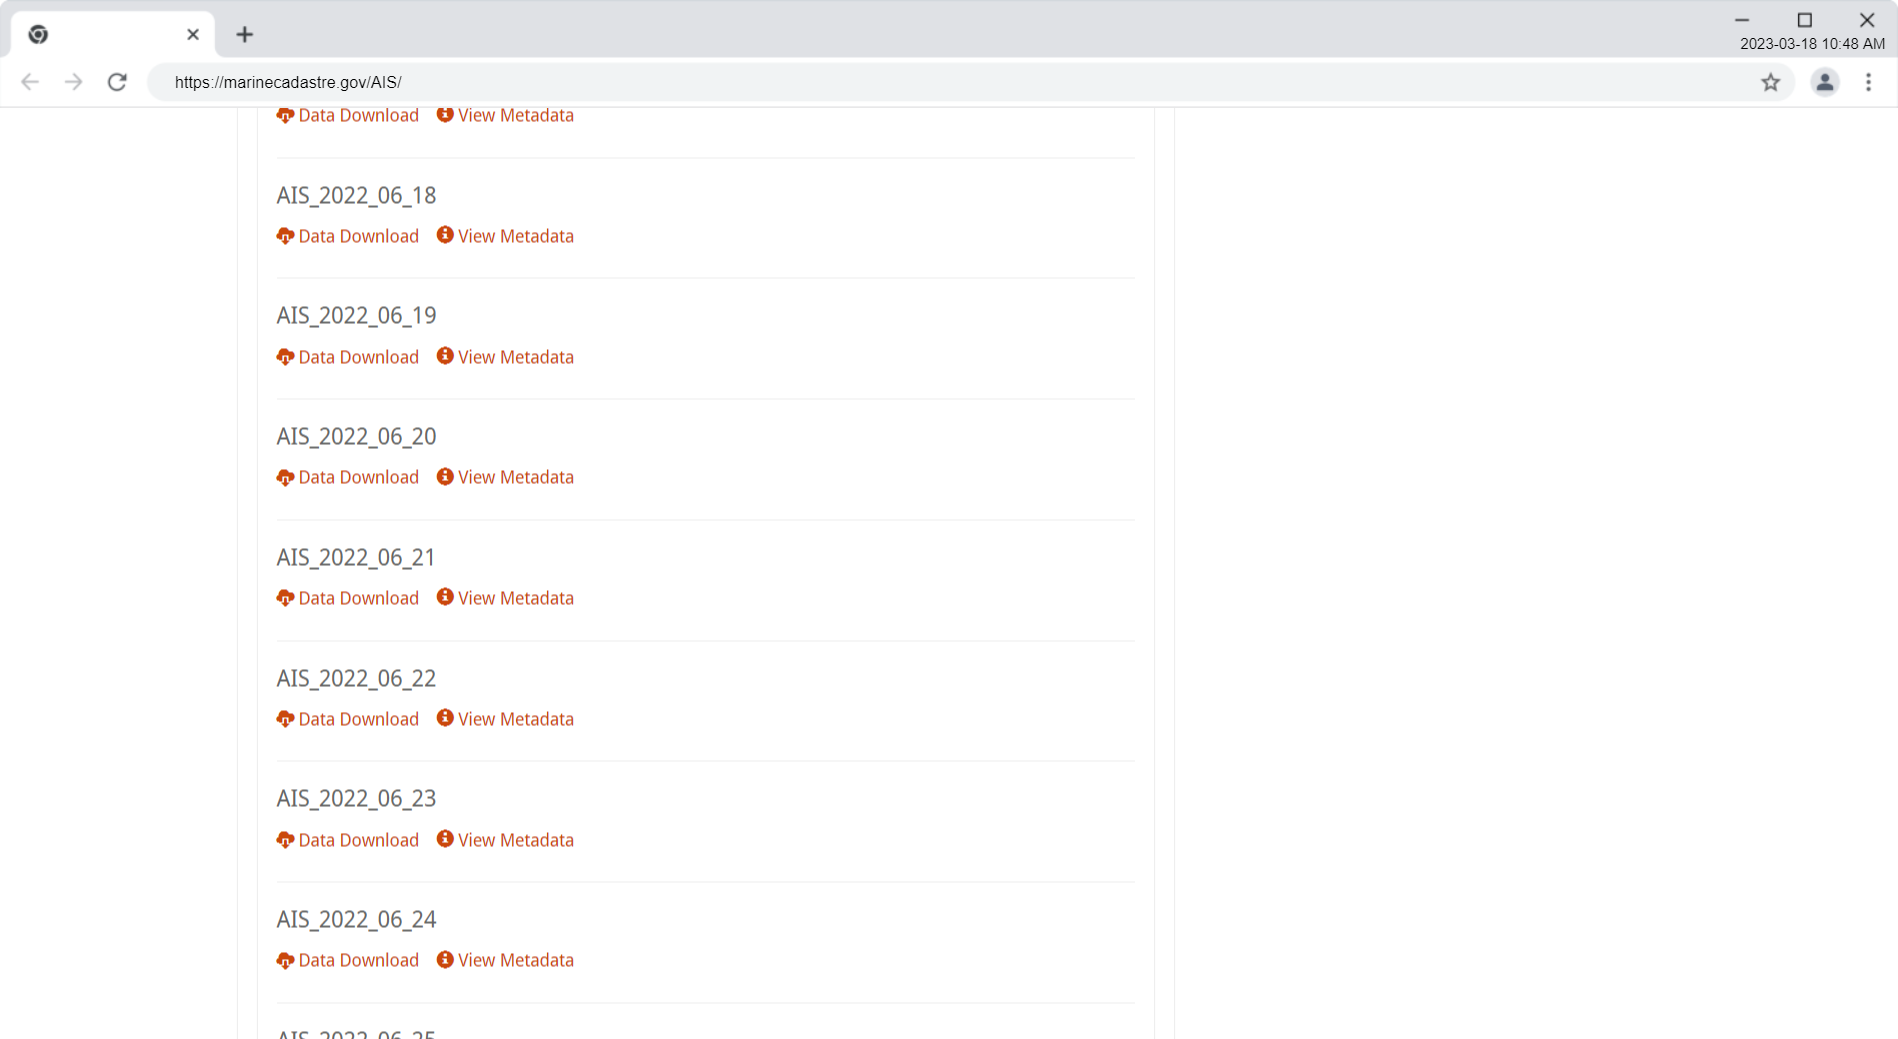 2023-03-18 10:48 AM
https://marinecadastre.gov/AIS/
Data Download View Metadata
AIS_2022_06_18
Data Download View Metadata
AIS_2022_06_19
Data Download View Metadata
AIS_2022_06_20
Data Download View Metadata
AIS_2022_06_21
Data Download View Metadata
AIS_2022_06_22
Data Download View Metadata
AIS_2022_06_23
Data Download View Metadata
AIS_2022_06_24
Data Download View Metadata
AIS_2022_06_25